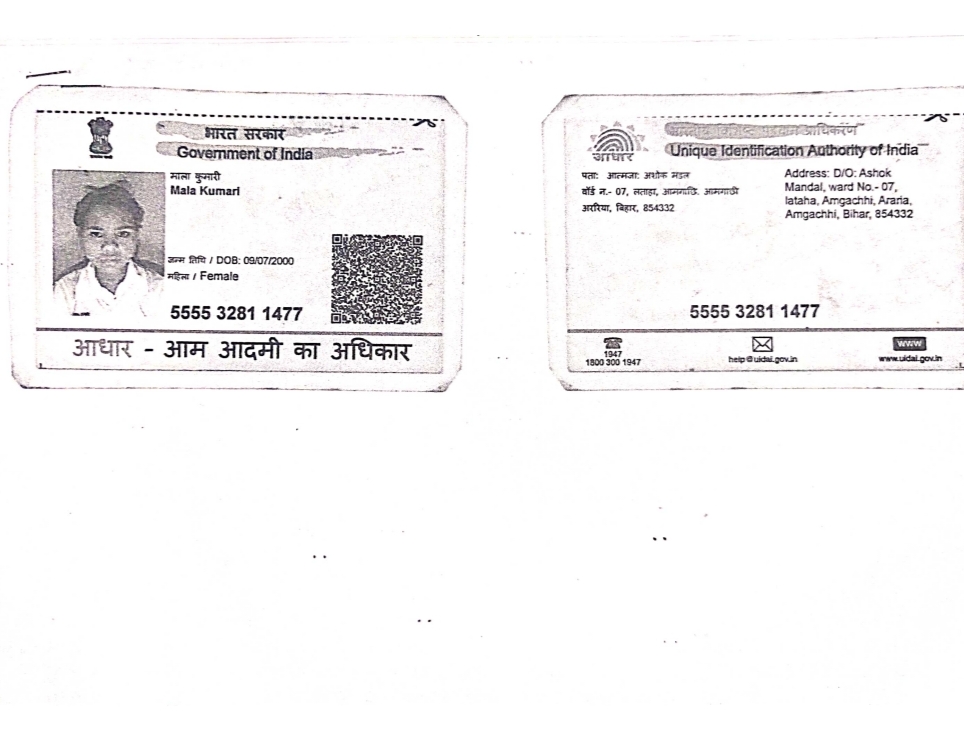 भारत सरकार
Government of India
माला कुमारी
Mala Kumari
जन्म तिथि / DOB: 09/07/2000
महिला / Female
5555 3281 1477
आधार - आम आदमी का अधिकार
आधार
भारतीय विशिष्ट पहचान प्राधिकरण
Unique Identification Authority of India
पता: आत्मजा: अशोक मंडल
वॉर्ड न.- 07, लताहा, आमगाछि, आमगाछी
अररिया, बिहार, 854332
Address: D/O: Ashok
Mandal, ward No.- 07,
lataha, Amgachhi, Araria,
Amgachhi, Bihar, 854332
5555 3281 1477
1947
1800 300 1947
help@uidai.gov.in
WWW
www.uidai.gov.in